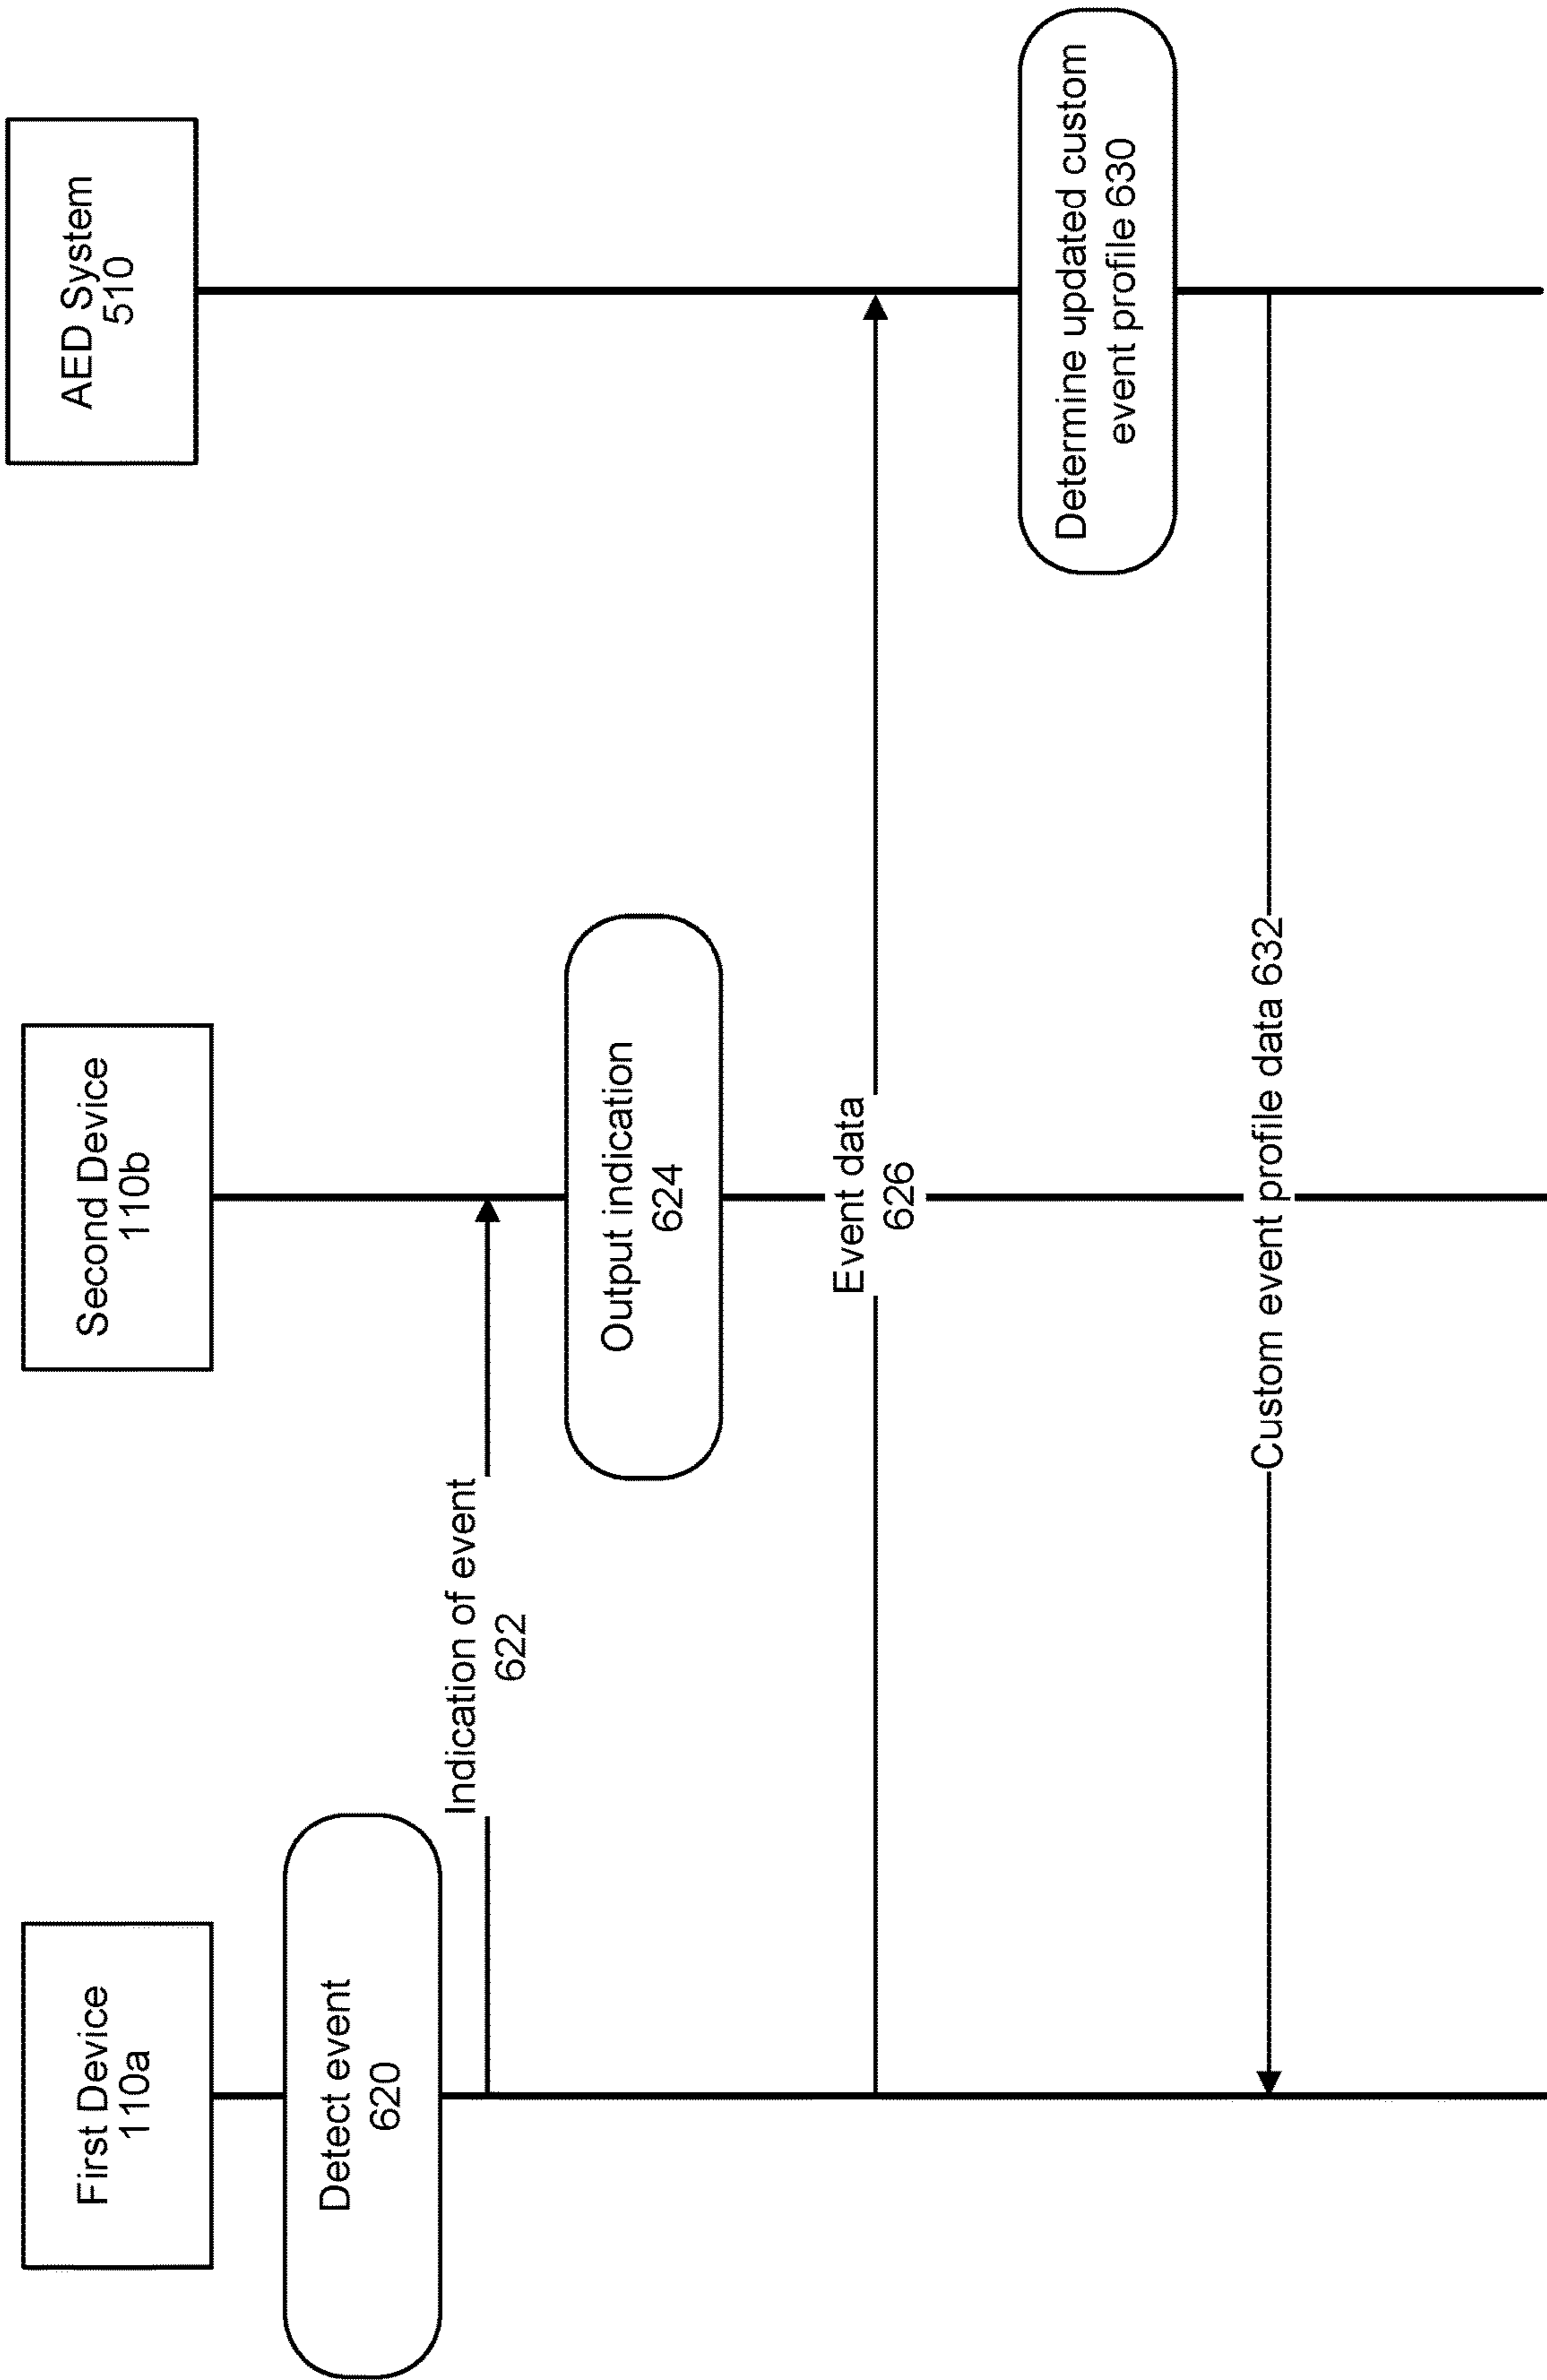 First Device
110a
Second Device
110b
AED System
510
Detect event
620
Indication of event
622
Output indication
624
Event data
626
Determine updated custom
event profile 630
Custom event profile data 632